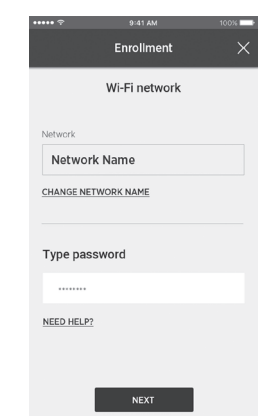 9:41 AM
100%
Enrollment
Wi-Fi network
Network
Network Name
CHANGE NETWORK NAME
Type password
NEED HELP?
NEXT